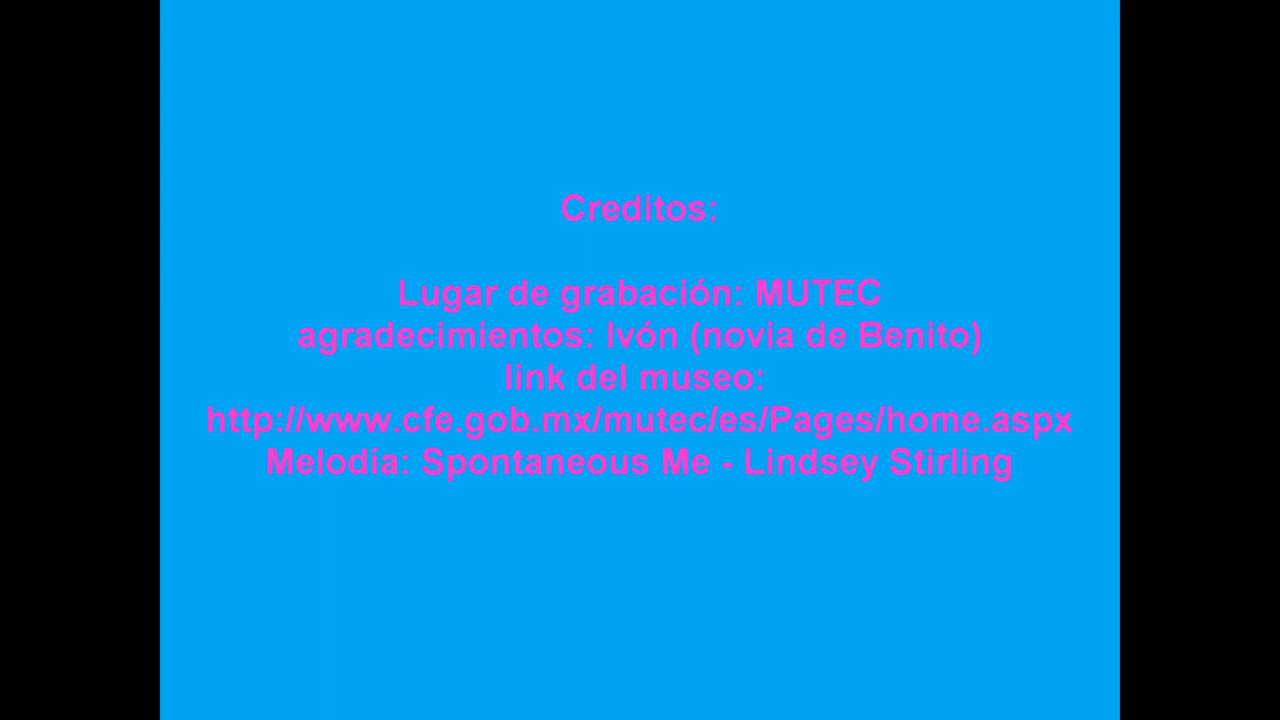 Creditos:
Lugar de grabación: MUTEC
agradecimientos: Ivón (novia de Benito)
link del museo:
http://www.cfe.gob.mx/mutec/es/Pages/home.aspx
Melodía: Spontaneous Me - Lindsey Stirling